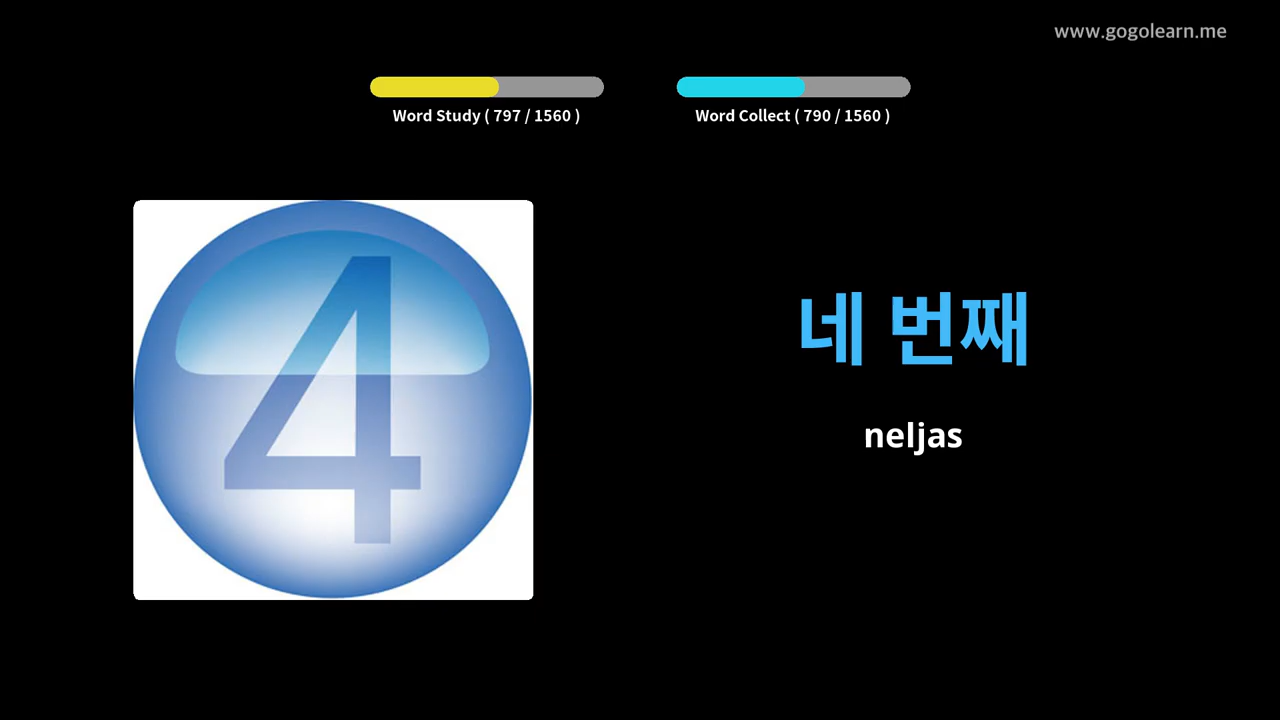 www.gogolearn.me
Word Study ( 797 / 1560 )
Word Collect ( 790 / 1560 )
4
네 번째
neljas